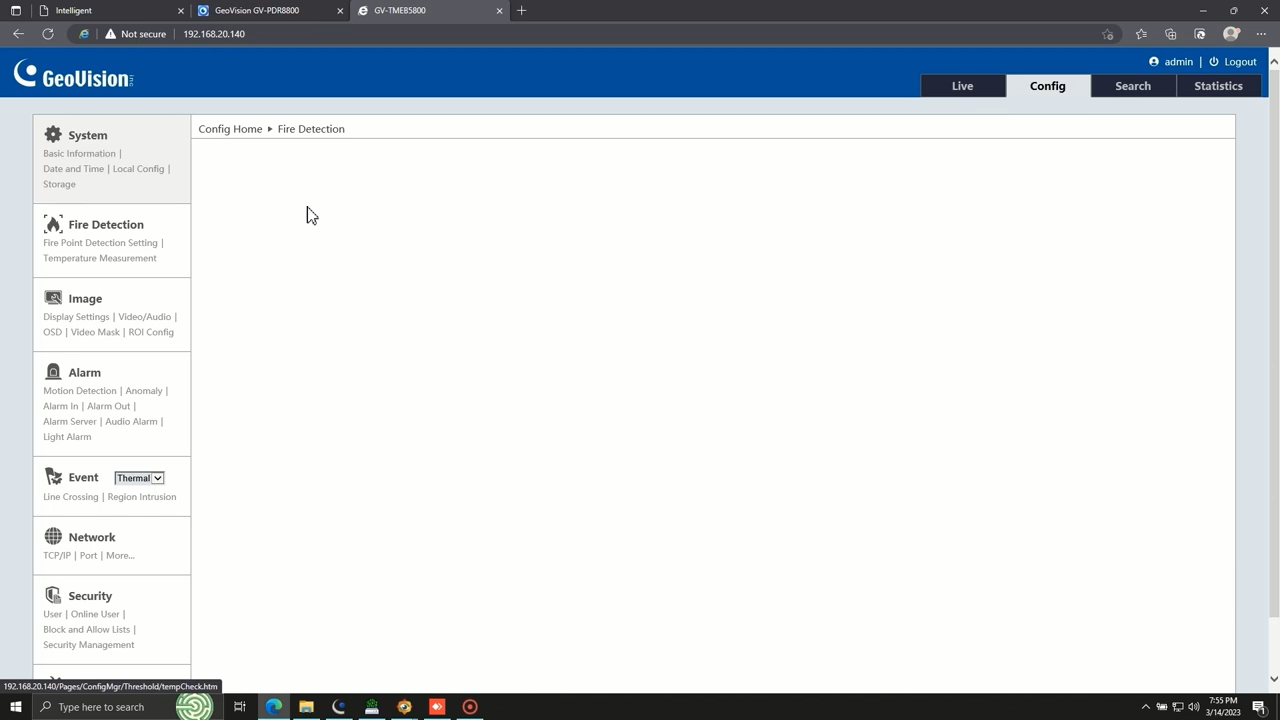 Intelligent
GeoVision GV-PDR8800
GV-TMEB5800
Not secure
192.168.20.140
GeoVision
admin | Logout
Live
Config
Search
Statistics
Config Home ▸ Fire Detection
System
Basic Information |
Date and Time | Local Config |
Storage
Fire Detection
Fire Point Detection Setting |
Temperature Measurement
Image
Display Settings | Video/Audio |
OSD | Video Mask | ROI Config
Alarm
Motion Detection | Anomaly |
Alarm In | Alarm Out |
Alarm Server | Audio Alarm |
Light Alarm
Event Thermal
Line Crossing | Region Intrusion
Network
TCP/IP | Port | More...
Security
User | Online User |
Block and Allow Lists |
Security Management
192.168.20.140/Pages/ConfigMgr/Threshold/tempCheck.htm
Type here to search
7:55 PM
3/14/2023